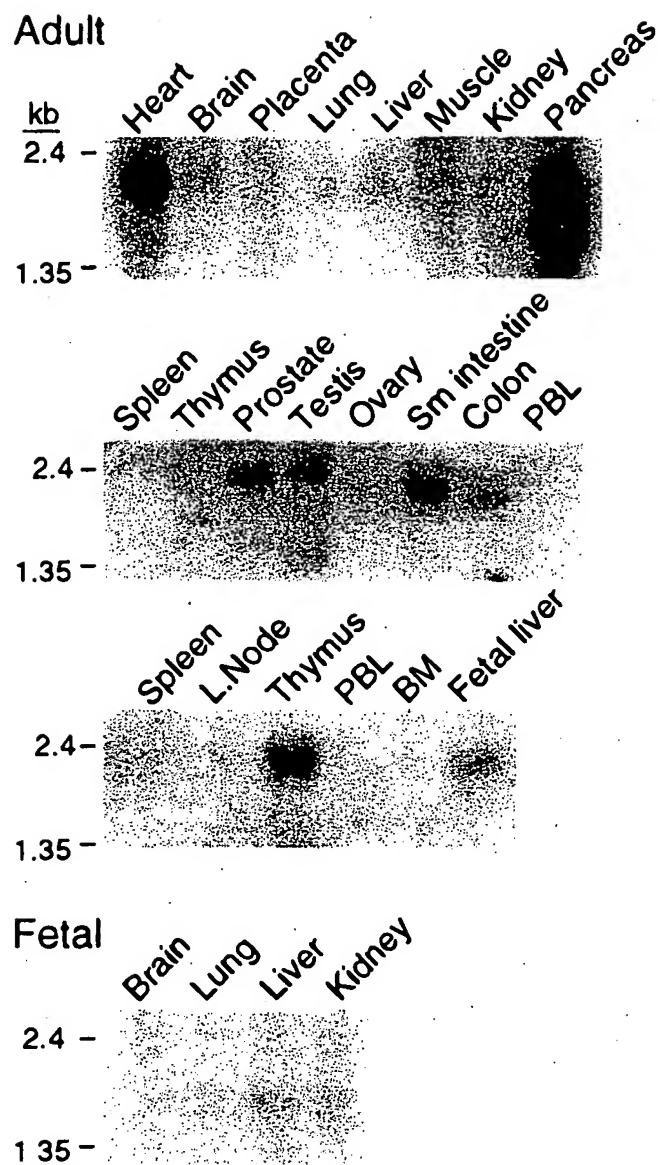 Adult
kb
Heart Brain Placenta Lung Liver Muscle Kidney Pancreas
2.4
1.35
Spleen Thymus Prostate Testis Ovary Sm intestine Colon PBL
2.4
1.35
Spleen L.Node Thymus PBL BM Fetal liver
2.4
1.35
Fetal
Brain Lung Liver Kidney
2.4
1 35